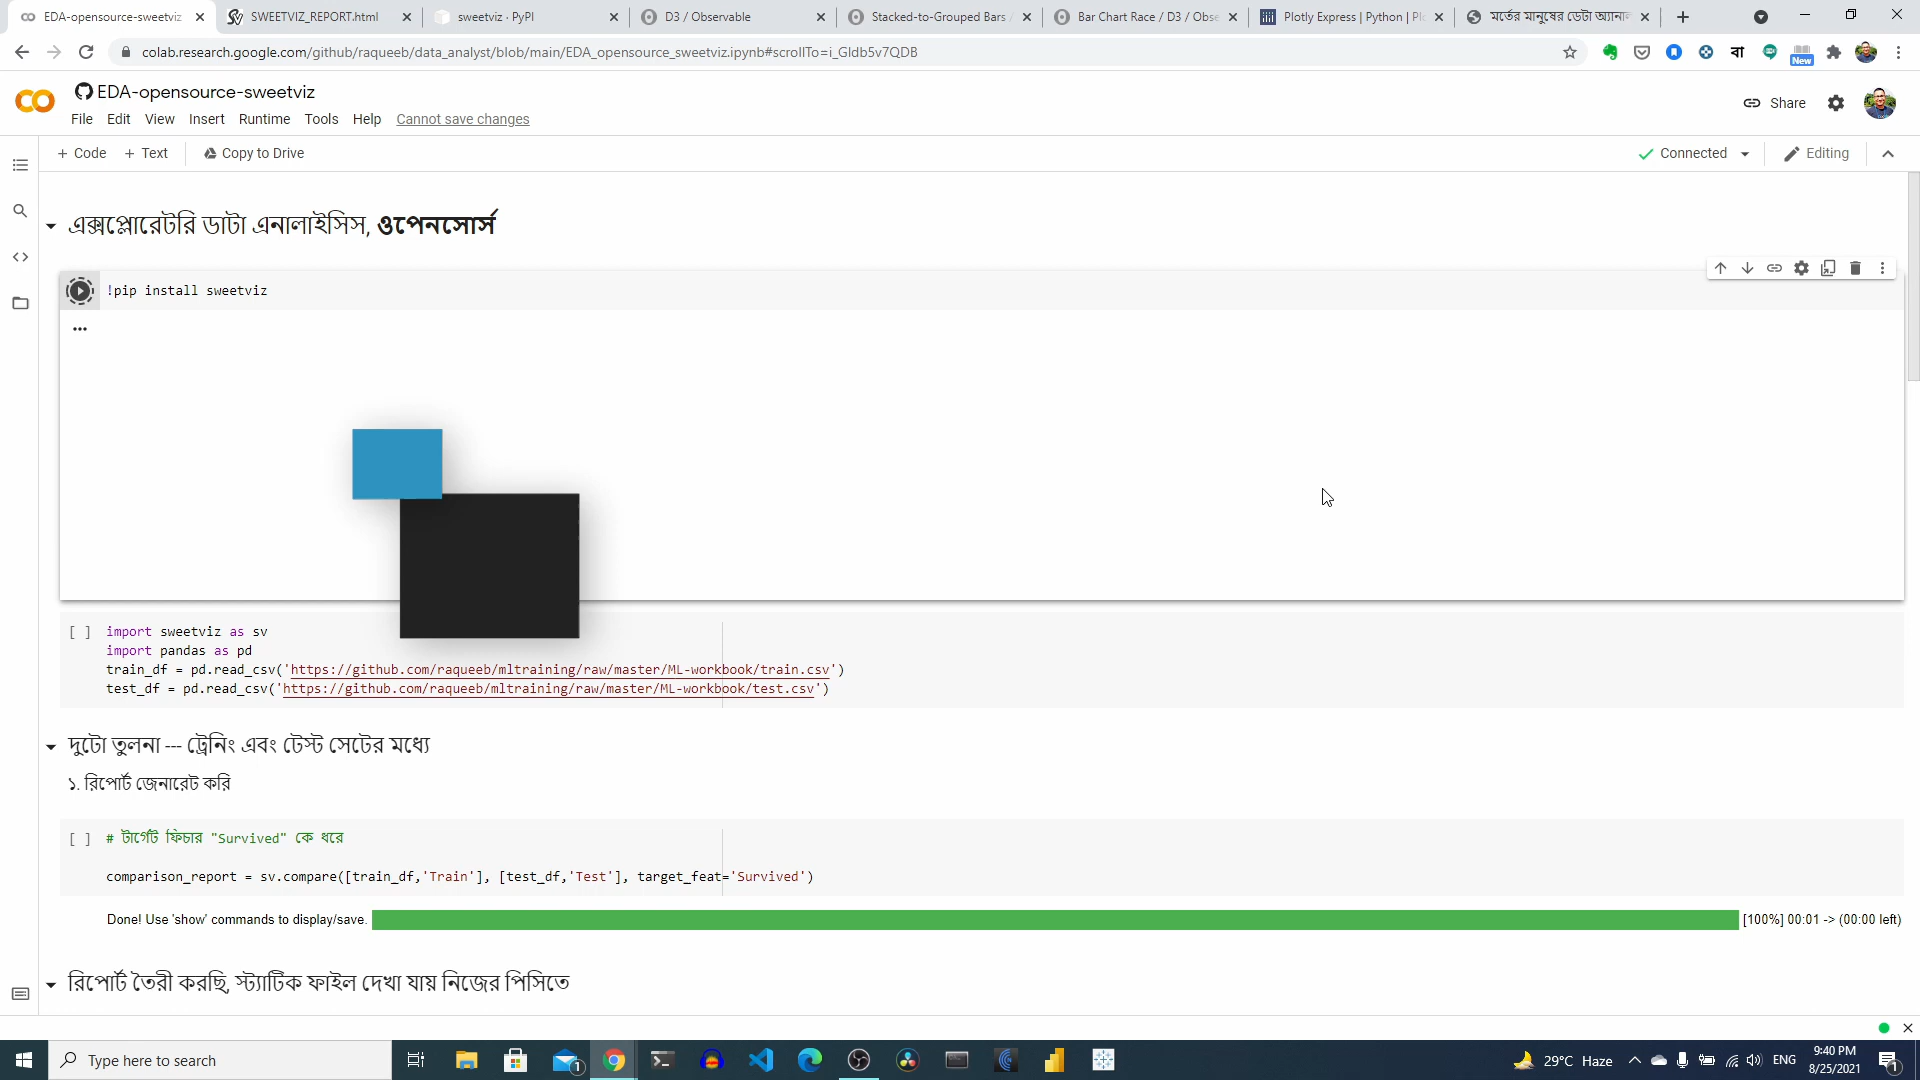 EDA-opensource-sweetviz
SWEETVIZ_REPORT.html
sweetviz · PyPI
D3 / Observable
Stacked-to-Grouped Bars
Bar Chart Race / D3 / Obse
Plotly Express | Python | Plo
মর্তের মানুষের ডেটা অ্যানাল
colab.research.google.com/github/raqueeb/data_analyst/blob/main/EDA_opensource_sweetviz.ipynb#scrollTo=i_Gldb5v7QDB
বা
New
EDA-opensource-sweetviz
File Edit View Insert Runtime Tools Help Cannot save changes
Share
+ Code + Text Copy to Drive
Connected
Editing
এক্সপ্লোরেটরি ডাটা এনালাইসিস, ওপেনসোর্স
!pip install sweetviz
[ ] import sweetviz as sv
import pandas as pd
train_df = pd.read_csv('https://github.com/raqueeb/mltraining/raw/master/ML-workbook/train.csv')
test_df = pd.read_csv('https://github.com/raqueeb/mltraining/raw/master/ML-workbook/test.csv')
দুটো তুলনা --- ট্রেনিং এবং টেস্ট সেটের মধ্যে
১. রিপোর্ট জেনারেট করি
[ ] # টার্গেট ফিচার "Survived" কে ধরে
comparison_report = sv.compare([train_df,'Train'], [test_df,'Test'], target_feat='Survived')
Done! Use 'show' commands to display/save. [100%] 00:01 -> (00:00 left)
রিপোর্ট তৈরী করছি, স্ট্যাটিক ফাইল দেখা যায় নিজের পিসিতে
Type here to search
1
29°C Haze
ENG
9:40 PM
8/25/2021
1